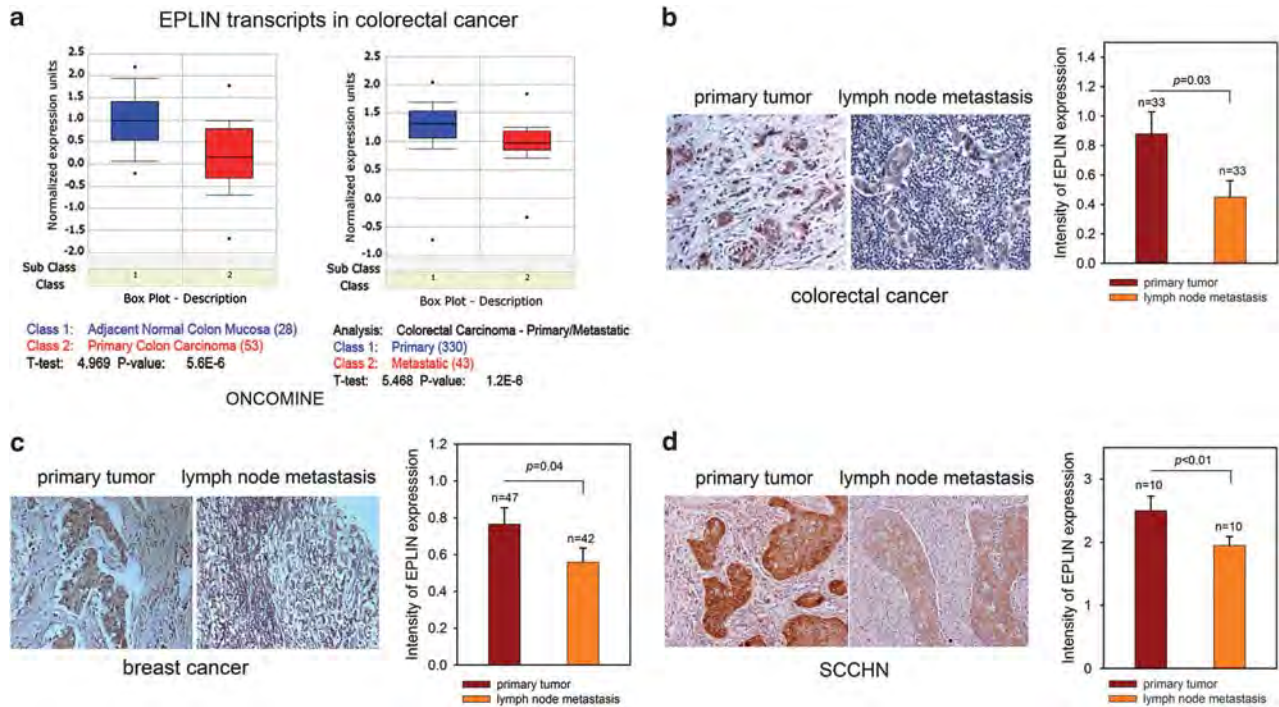 a
EPLIN transcripts in colorectal cancer
Normalized expression units
2.5
2.0
1.5
1.0
0.5
0.0
-0.5
-1.0
-1.5
-2.0
Sub Class
Class
1
2
Box Plot - Description
Class 1: Adjacent Normal Colon Mucosa (28)
Class 2: Primary Colon Carcinoma (53)
T-test: 4.969 P-value: 5.6E-6
Normalized expression units
2.5
2.0
1.5
1.0
0.5
0.0
-0.5
-1.0
Sub Class
Class
1
2
Box Plot - Description
Analysis: Colorectal Carcinoma - Primary/Metastatic
Class 1: Primary (330)
Class 2: Metastatic (43)
T-test: 5.468 P-value: 1.2E-6
ONCOMINE
b
primary tumor
lymph node metastasis
colorectal cancer
Intensity of EPLIN expresssion
1.4
1.2
1.0
0.8
0.6
0.4
0.2
0.0
p=0.03
n=33
n=33
primary tumor
lymph node metastasis
c
primary tumor
lymph node metastasis
breast cancer
Intensity of EPLIN expresssion
1.2
1.0
0.8
0.6
0.4
0.2
0.0
p=0.04
n=47
n=42
primary tumor
lymph node metastasis
d
primary tumor
lymph node metastasis
SCCHN
Intensity of EPLIN expresssion
3
2
1
0
p<0.01
n=10
n=10
primary tumor
lymph node metastasis